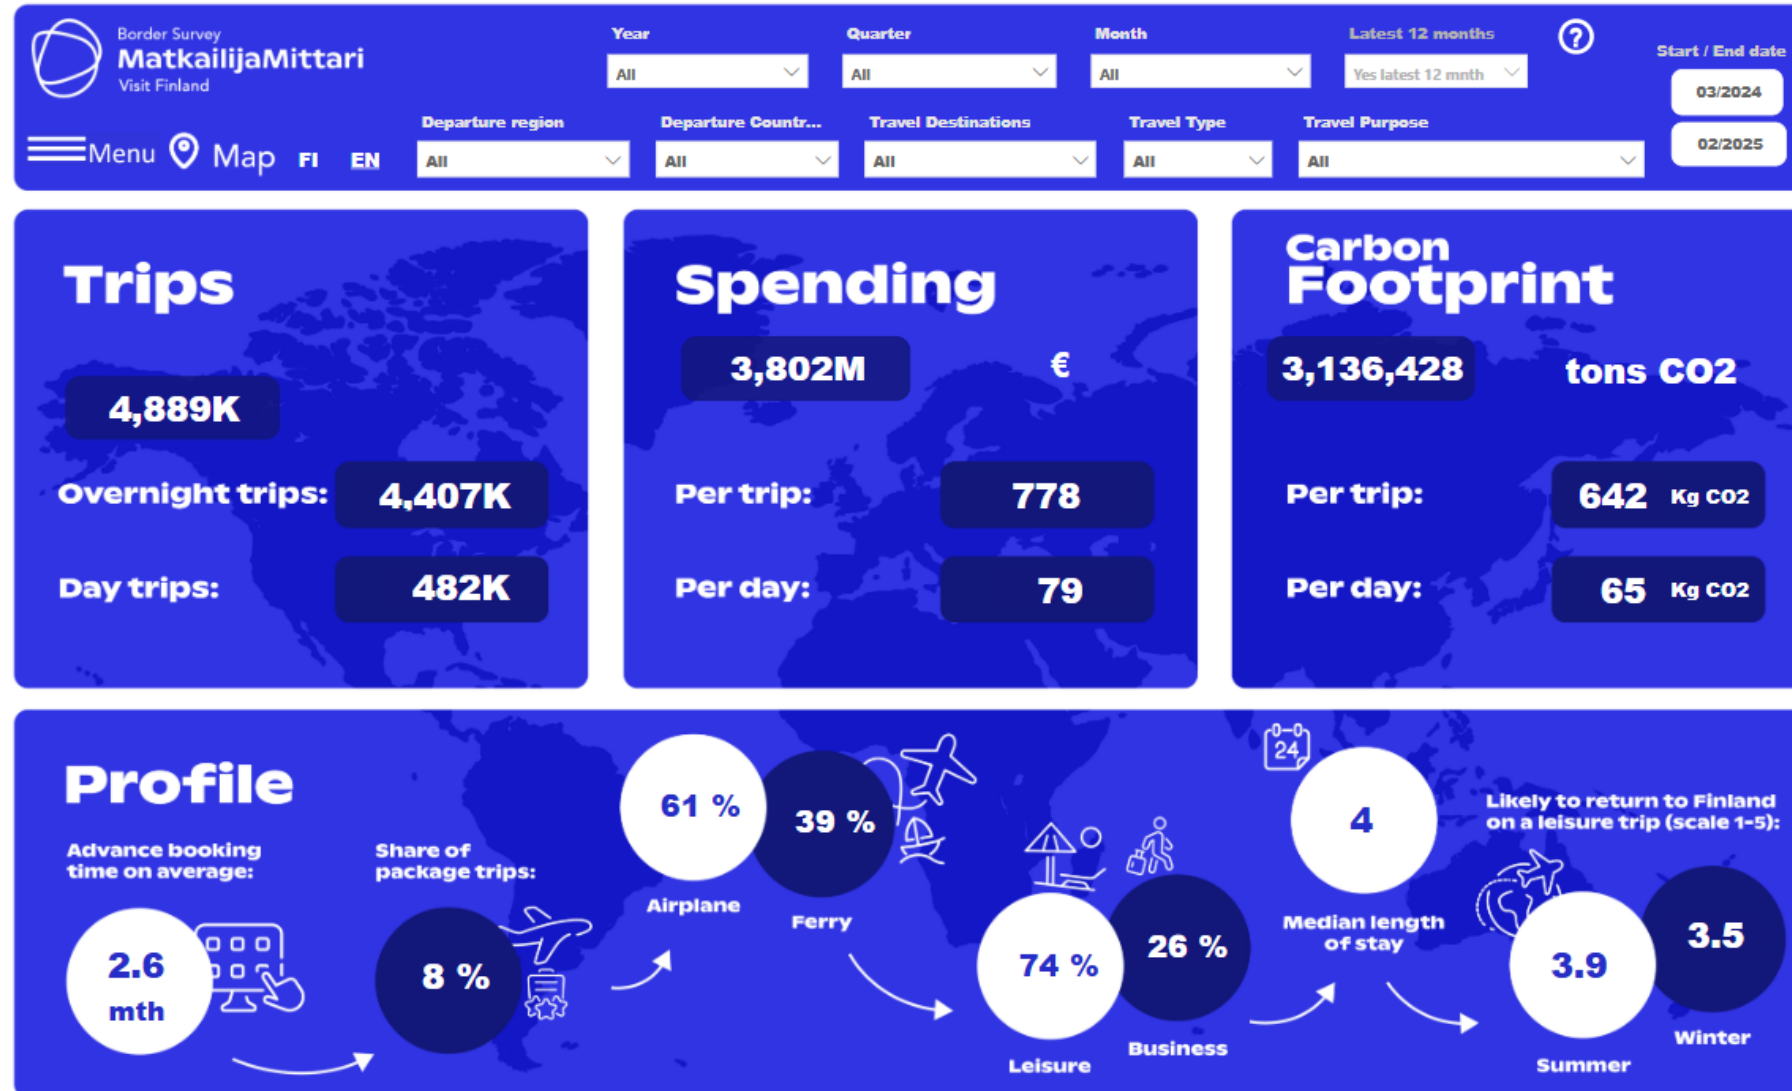 Border Survey
MatkailijaMittari
Visit Finland
Menu
Map
FI
EN
Year
All
Quarter
All
Month
All
Latest 12 months
Yes latest 12 mnth
?
Start / End date
03/2024
02/2025
Departure region
All
Departure Countr...
All
Travel Destinations
All
Travel Type
All
Travel Purpose
All
Trips
4,889K
Overnight trips: 4,407K
Day trips: 482K
Spending
3,802M €
Per trip: 778
Per day: 79
Carbon
Footprint
3,136,428 tons CO2
Per trip: 642 Kg CO2
Per day: 65 Kg CO2
Profile
Advance booking
time on average:
2.6
mth
Share of
package trips:
8 %
61 %
Airplane
39 %
Ferry
74 %
Leisure
26 %
Business
24
4
Median length
of stay
Likely to return to Finland
on a leisure trip (scale 1-5):
3.9
Summer
3.5
Winter